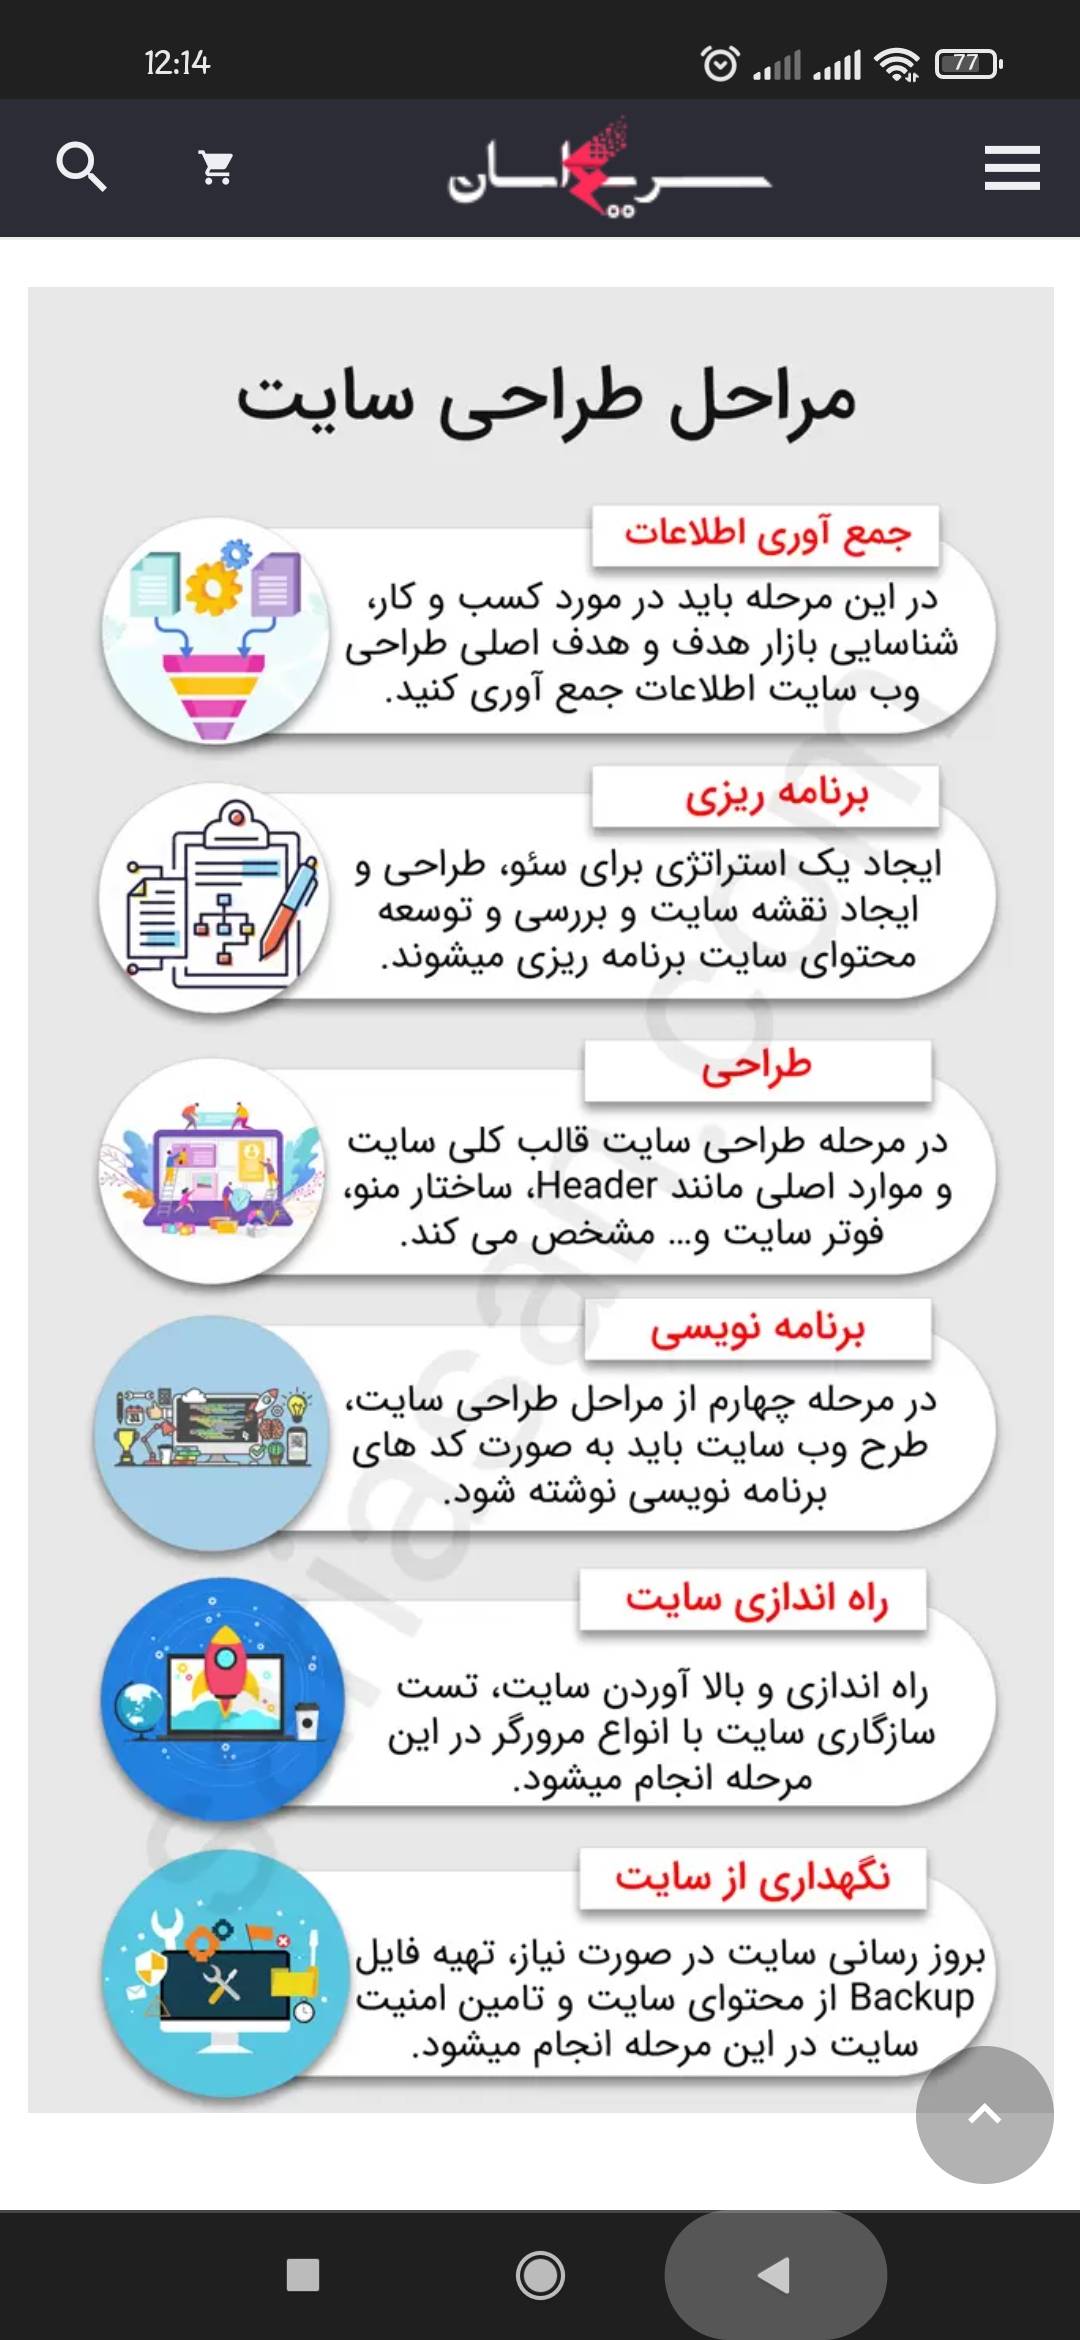 12:14
77
سریع آسان
مراحل طراحی سایت
جمع آوری اطلاعات
در این مرحله باید در مورد کسب و کار،
شناسایی بازار هدف و هدف اصلی طراحی
وب سایت اطلاعات جمع آوری کنید.
برنامه ریزی
ایجاد یک استراتژی برای سئو، طراحی و
ایجاد نقشه سایت و بررسی و توسعه
محتوای سایت برنامه ریزی میشوند.
طراحی
در مرحله طراحی سایت قالب کلی سایت
و موارد اصلی مانند Header، ساختار منو،
فوتر سایت و... مشخص می کند.
برنامه نویسی
در مرحله چهارم از مراحل طراحی سایت،
طرح وب سایت باید به صورت کد های
برنامه نویسی نوشته شود.
راه اندازی سایت
راه اندازی و بالا آوردن سایت، تست
سازگاری سایت با انواع مرورگر در این
مرحله انجام میشود.
نگهداری از سایت
بروز رسانی سایت در صورت نیاز، تهیه فایل
Backup از محتوای سایت و تامین امنیت
سایت در این مرحله انجام میشود.